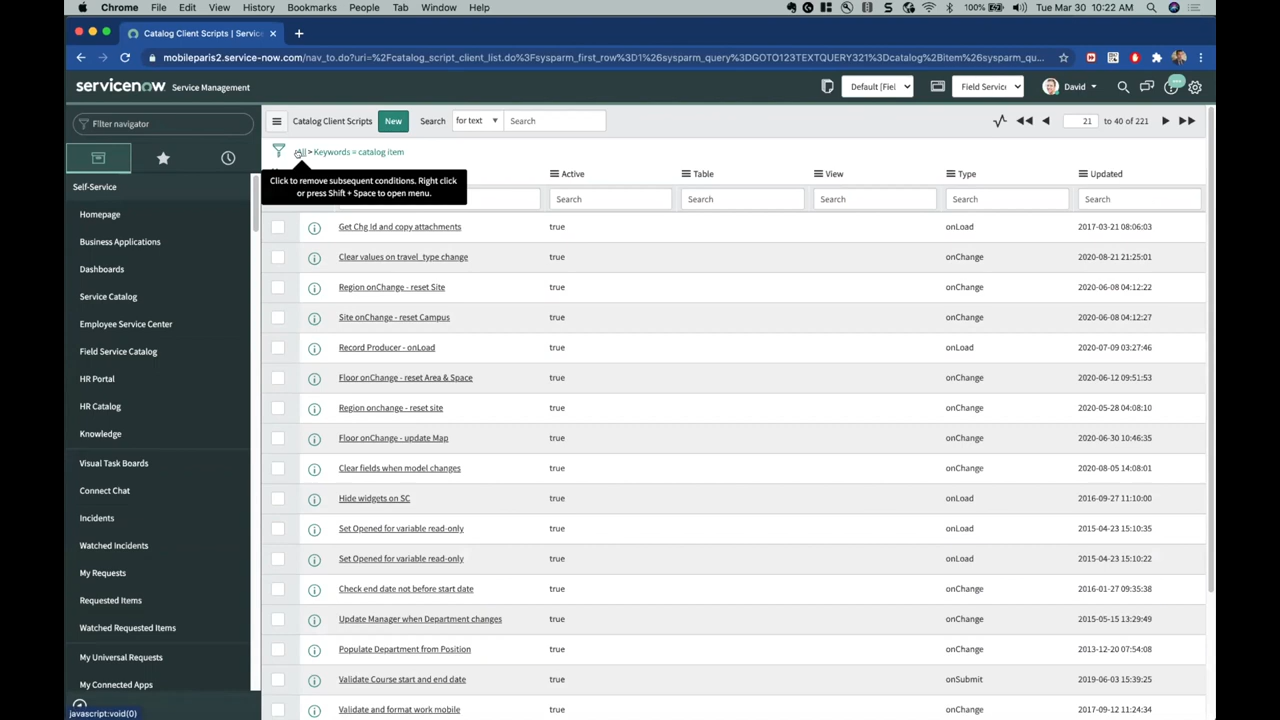 Chrome File Edit View History Bookmarks People Tab Window Help 100% Tue Mar 30 10:22 AM
Catalog Client Scripts | Service
mobileparis2.service-now.com/nav_to.do?uri=%2Fcatalog_script_client_list.do%3Fsysparm_first_row%3D1%26sysparm_query%3DGOTO123TEXTQUERY321%3Dcatalog%2Bitem%26sysparm_qu...
servicenow Service Management Default [Fiel Field Servic David
Filter navigator Catalog Client Scripts New Search for text Search 21 to 40 of 221
All > Keywords = catalog item
Click to remove subsequent conditions. Right click
or press Shift + Space to open menu.
Active Table View Type Updated
Search Search Search Search Search
Self-Service
Homepage
Business Applications
Dashboards
Service Catalog
Employee Service Center
Field Service Catalog
HR Portal
HR Catalog
Knowledge
Visual Task Boards
Connect Chat
Incidents
Watched Incidents
My Requests
Requested Items
Watched Requested Items
My Universal Requests
My Connected Apps
javascript:void(0)
Get Chg Id and copy attachments true onLoad 2017-03-21 08:06:03
Clear values on travel_type change true onChange 2020-08-21 21:25:01
Region onChange - reset Site true onChange 2020-06-08 04:12:22
Site onChange - reset Campus true onChange 2020-06-08 04:12:27
Record Producer - onLoad true onLoad 2020-07-09 03:27:46
Floor onChange - reset Area & Space true onChange 2020-06-12 09:51:53
Region onchange - reset site true onChange 2020-05-28 04:08:10
Floor onChange - update Map true onChange 2020-06-30 10:46:35
Clear fields when model changes true onChange 2020-08-05 14:08:01
Hide widgets on SC true onLoad 2016-09-27 11:10:00
Set Opened for variable read-only true onLoad 2015-04-23 15:10:35
Set Opened for variable read-only true onLoad 2015-04-23 15:10:22
Check end date not before start date true onChange 2016-01-27 09:35:38
Update Manager when Department changes true onChange 2015-05-15 13:29:49
Populate Department from Position true onChange 2013-12-20 07:54:08
Validate Course start and end date true onSubmit 2019-06-03 15:39:25
Validate and format work mobile true onChange 2017-09-12 11:24:34